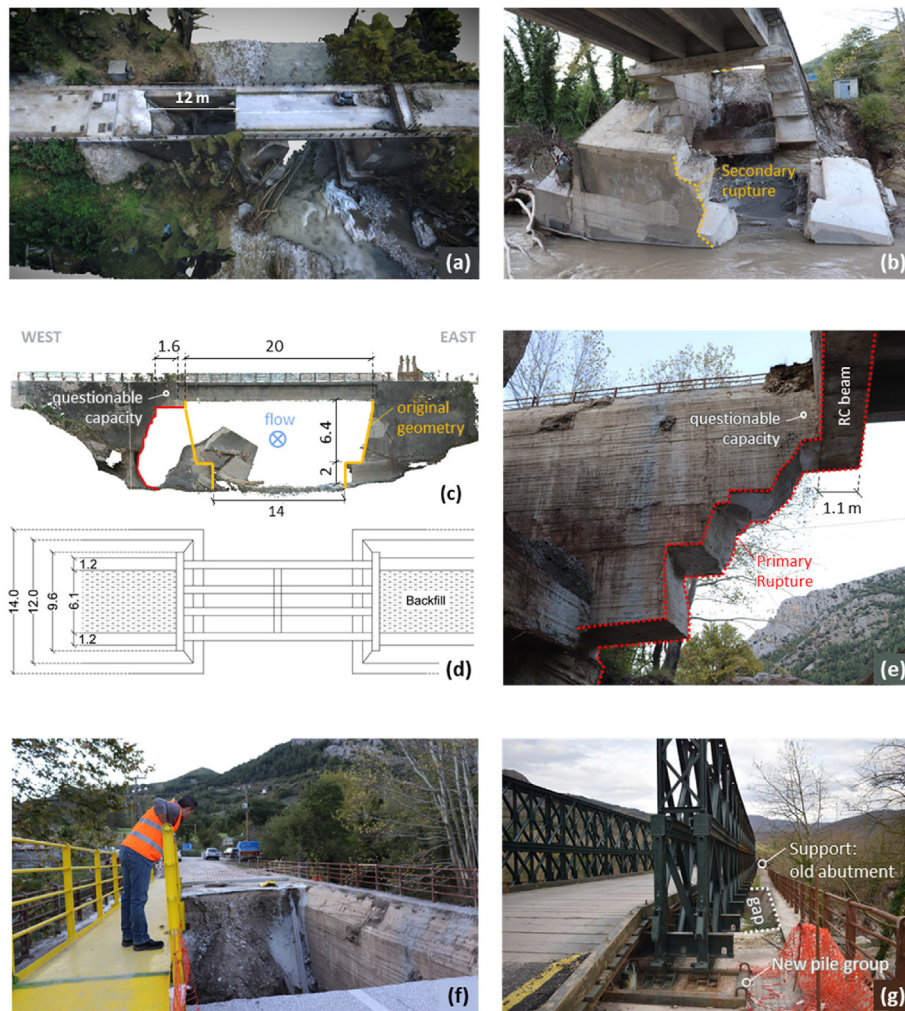 12 m
(a)
Secondary
rupture
(b)
WEST
EAST
1.6
20
questionable
capacity
flow
original
geometry
6.4
2
14
(c)
questionable
capacity
RC beam
1.1 m
Primary
Rupture
(e)
14.0
12.0
9.6
6.1
1.2
1.2
Backfill
(d)
(f)
Support:
old abutment
gap
New pile group
(g)